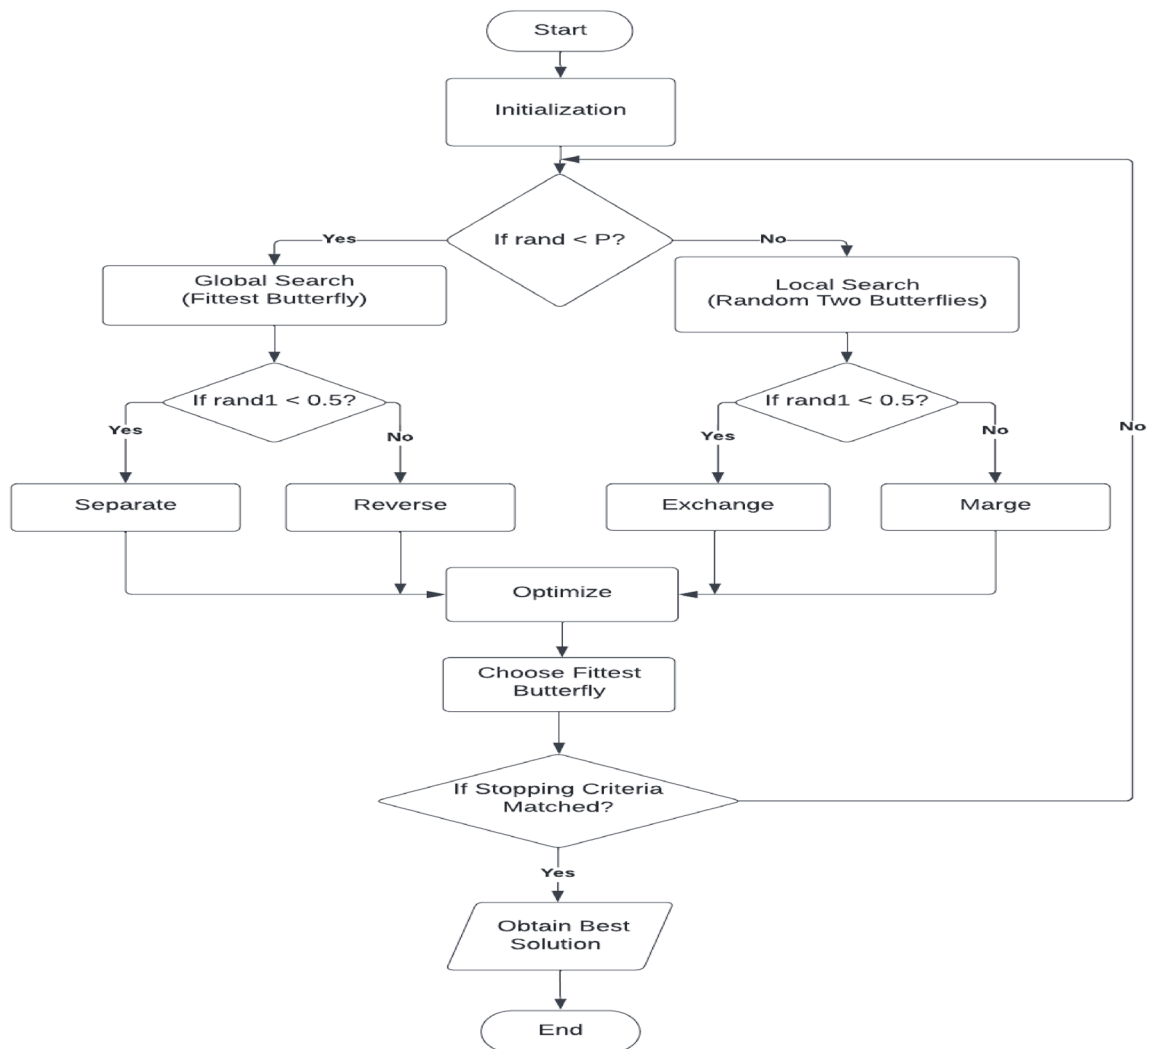 Start
Initialization
If rand < P?
Yes
No
Global Search
(Fittest Butterfly)
Local Search
(Random Two Butterflies)
If rand1 < 0.5?
If rand1 < 0.5?
Yes
No
Yes
No
No
Separate
Reverse
Exchange
Marge
Optimize
Choose Fittest
Butterfly
If Stopping Criteria
Matched?
Yes
Obtain Best
Solution
End